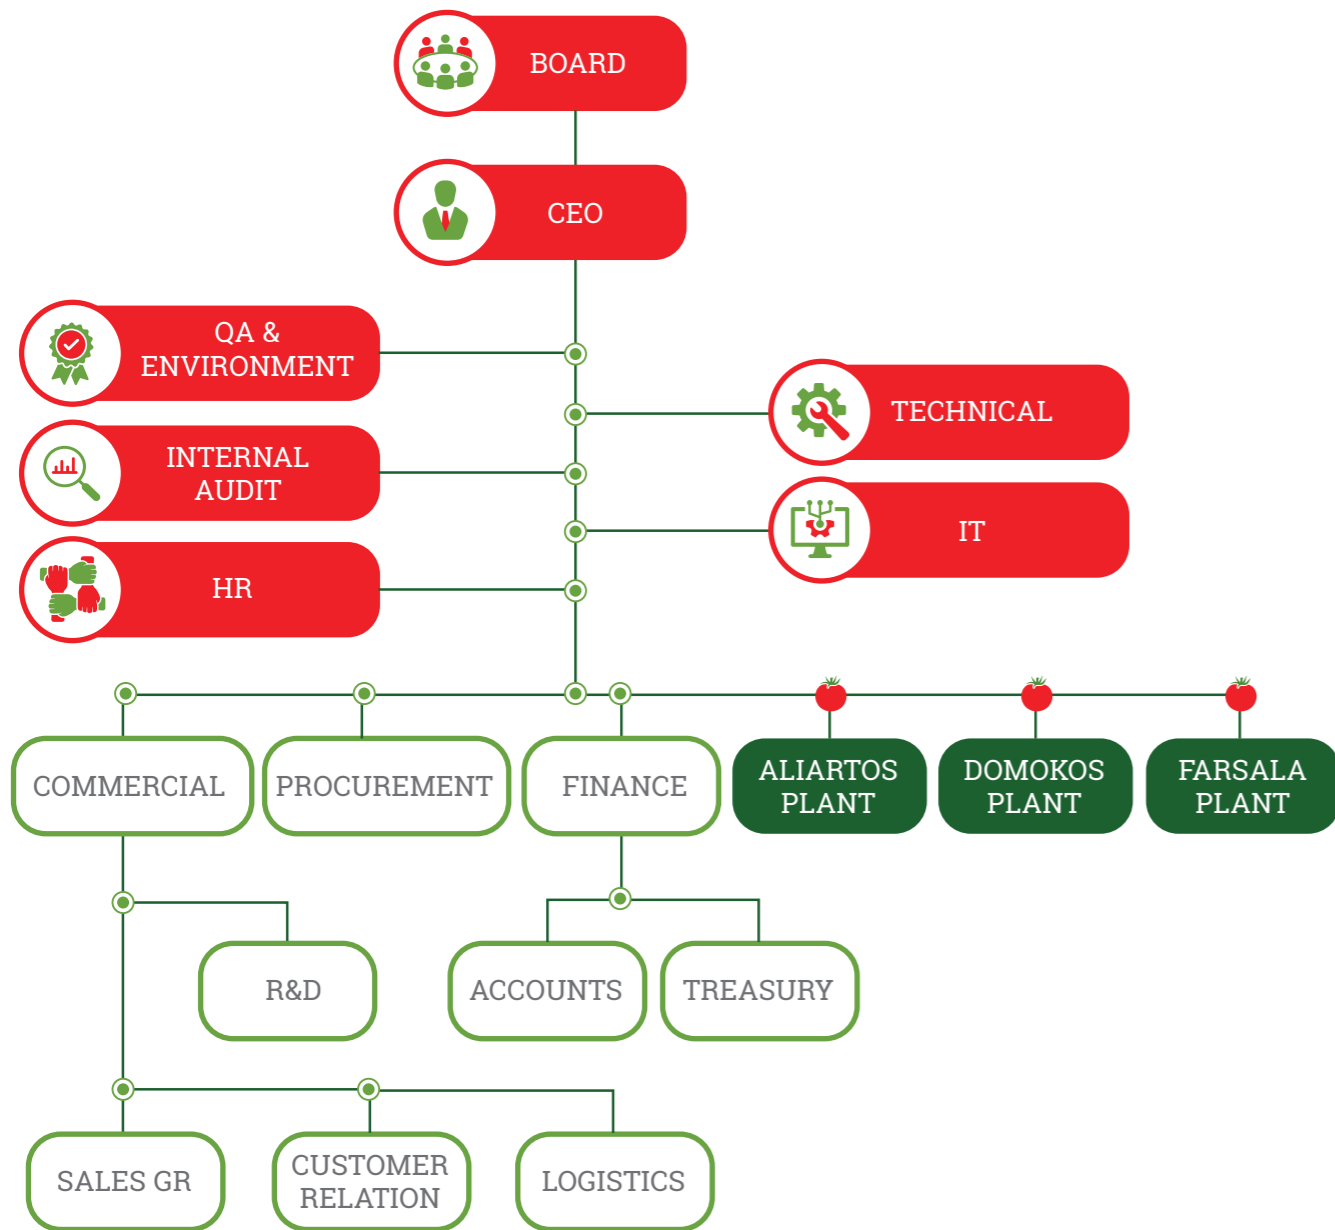 BOARD
CEO
QA &
ENVIRONMENT
TECHNICAL
INTERNAL
AUDIT
IT
HR
COMMERCIAL
PROCUREMENT
FINANCE
ALIARTOS
PLANT
DOMOKOS
PLANT
FARSALA
PLANT
R&D
ACCOUNTS
TREASURY
SALES GR
CUSTOMER
RELATION
LOGISTICS